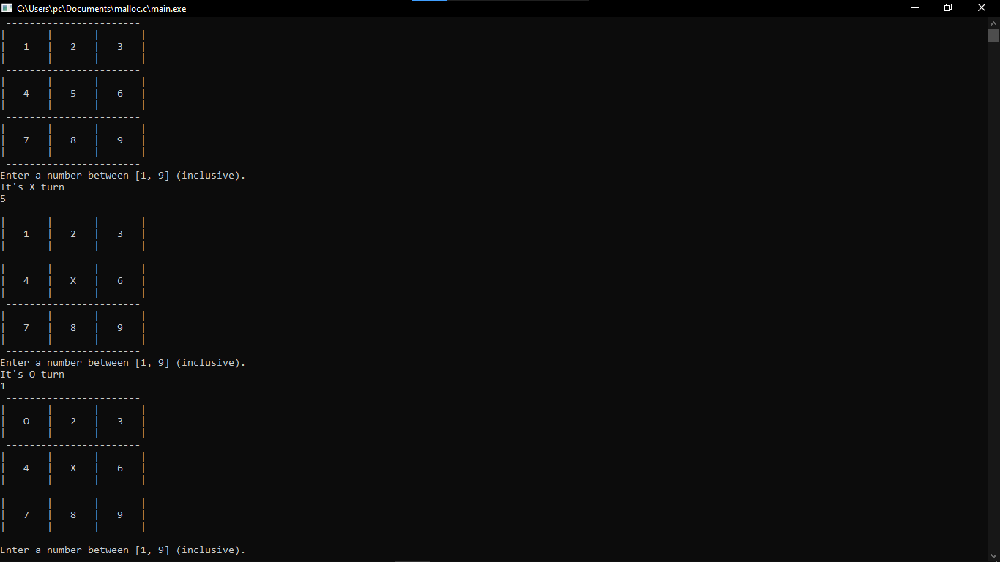 C:\Users\pc\Documents\malloc.c\main.exe
 -----------------------
|       |       |       |
|   1   |   2   |   3   |
|       |       |       |
 -----------------------
|       |       |       |
|   4   |   5   |   6   |
|       |       |       |
 -----------------------
|       |       |       |
|   7   |   8   |   9   |
|       |       |       |
 -----------------------
Enter a number between [1, 9] (inclusive).
It's X turn
5
 -----------------------
|       |       |       |
|   1   |   2   |   3   |
|       |       |       |
 -----------------------
|       |       |       |
|   4   |   X   |   6   |
|       |       |       |
 -----------------------
|       |       |       |
|   7   |   8   |   9   |
|       |       |       |
 -----------------------
Enter a number between [1, 9] (inclusive).
It's O turn
1
 -----------------------
|       |       |       |
|   O   |   2   |   3   |
|       |       |       |
 -----------------------
|       |       |       |
|   4   |   X   |   6   |
|       |       |       |
 -----------------------
|       |       |       |
|   7   |   8   |   9   |
|       |       |       |
 -----------------------
Enter a number between [1, 9] (inclusive).